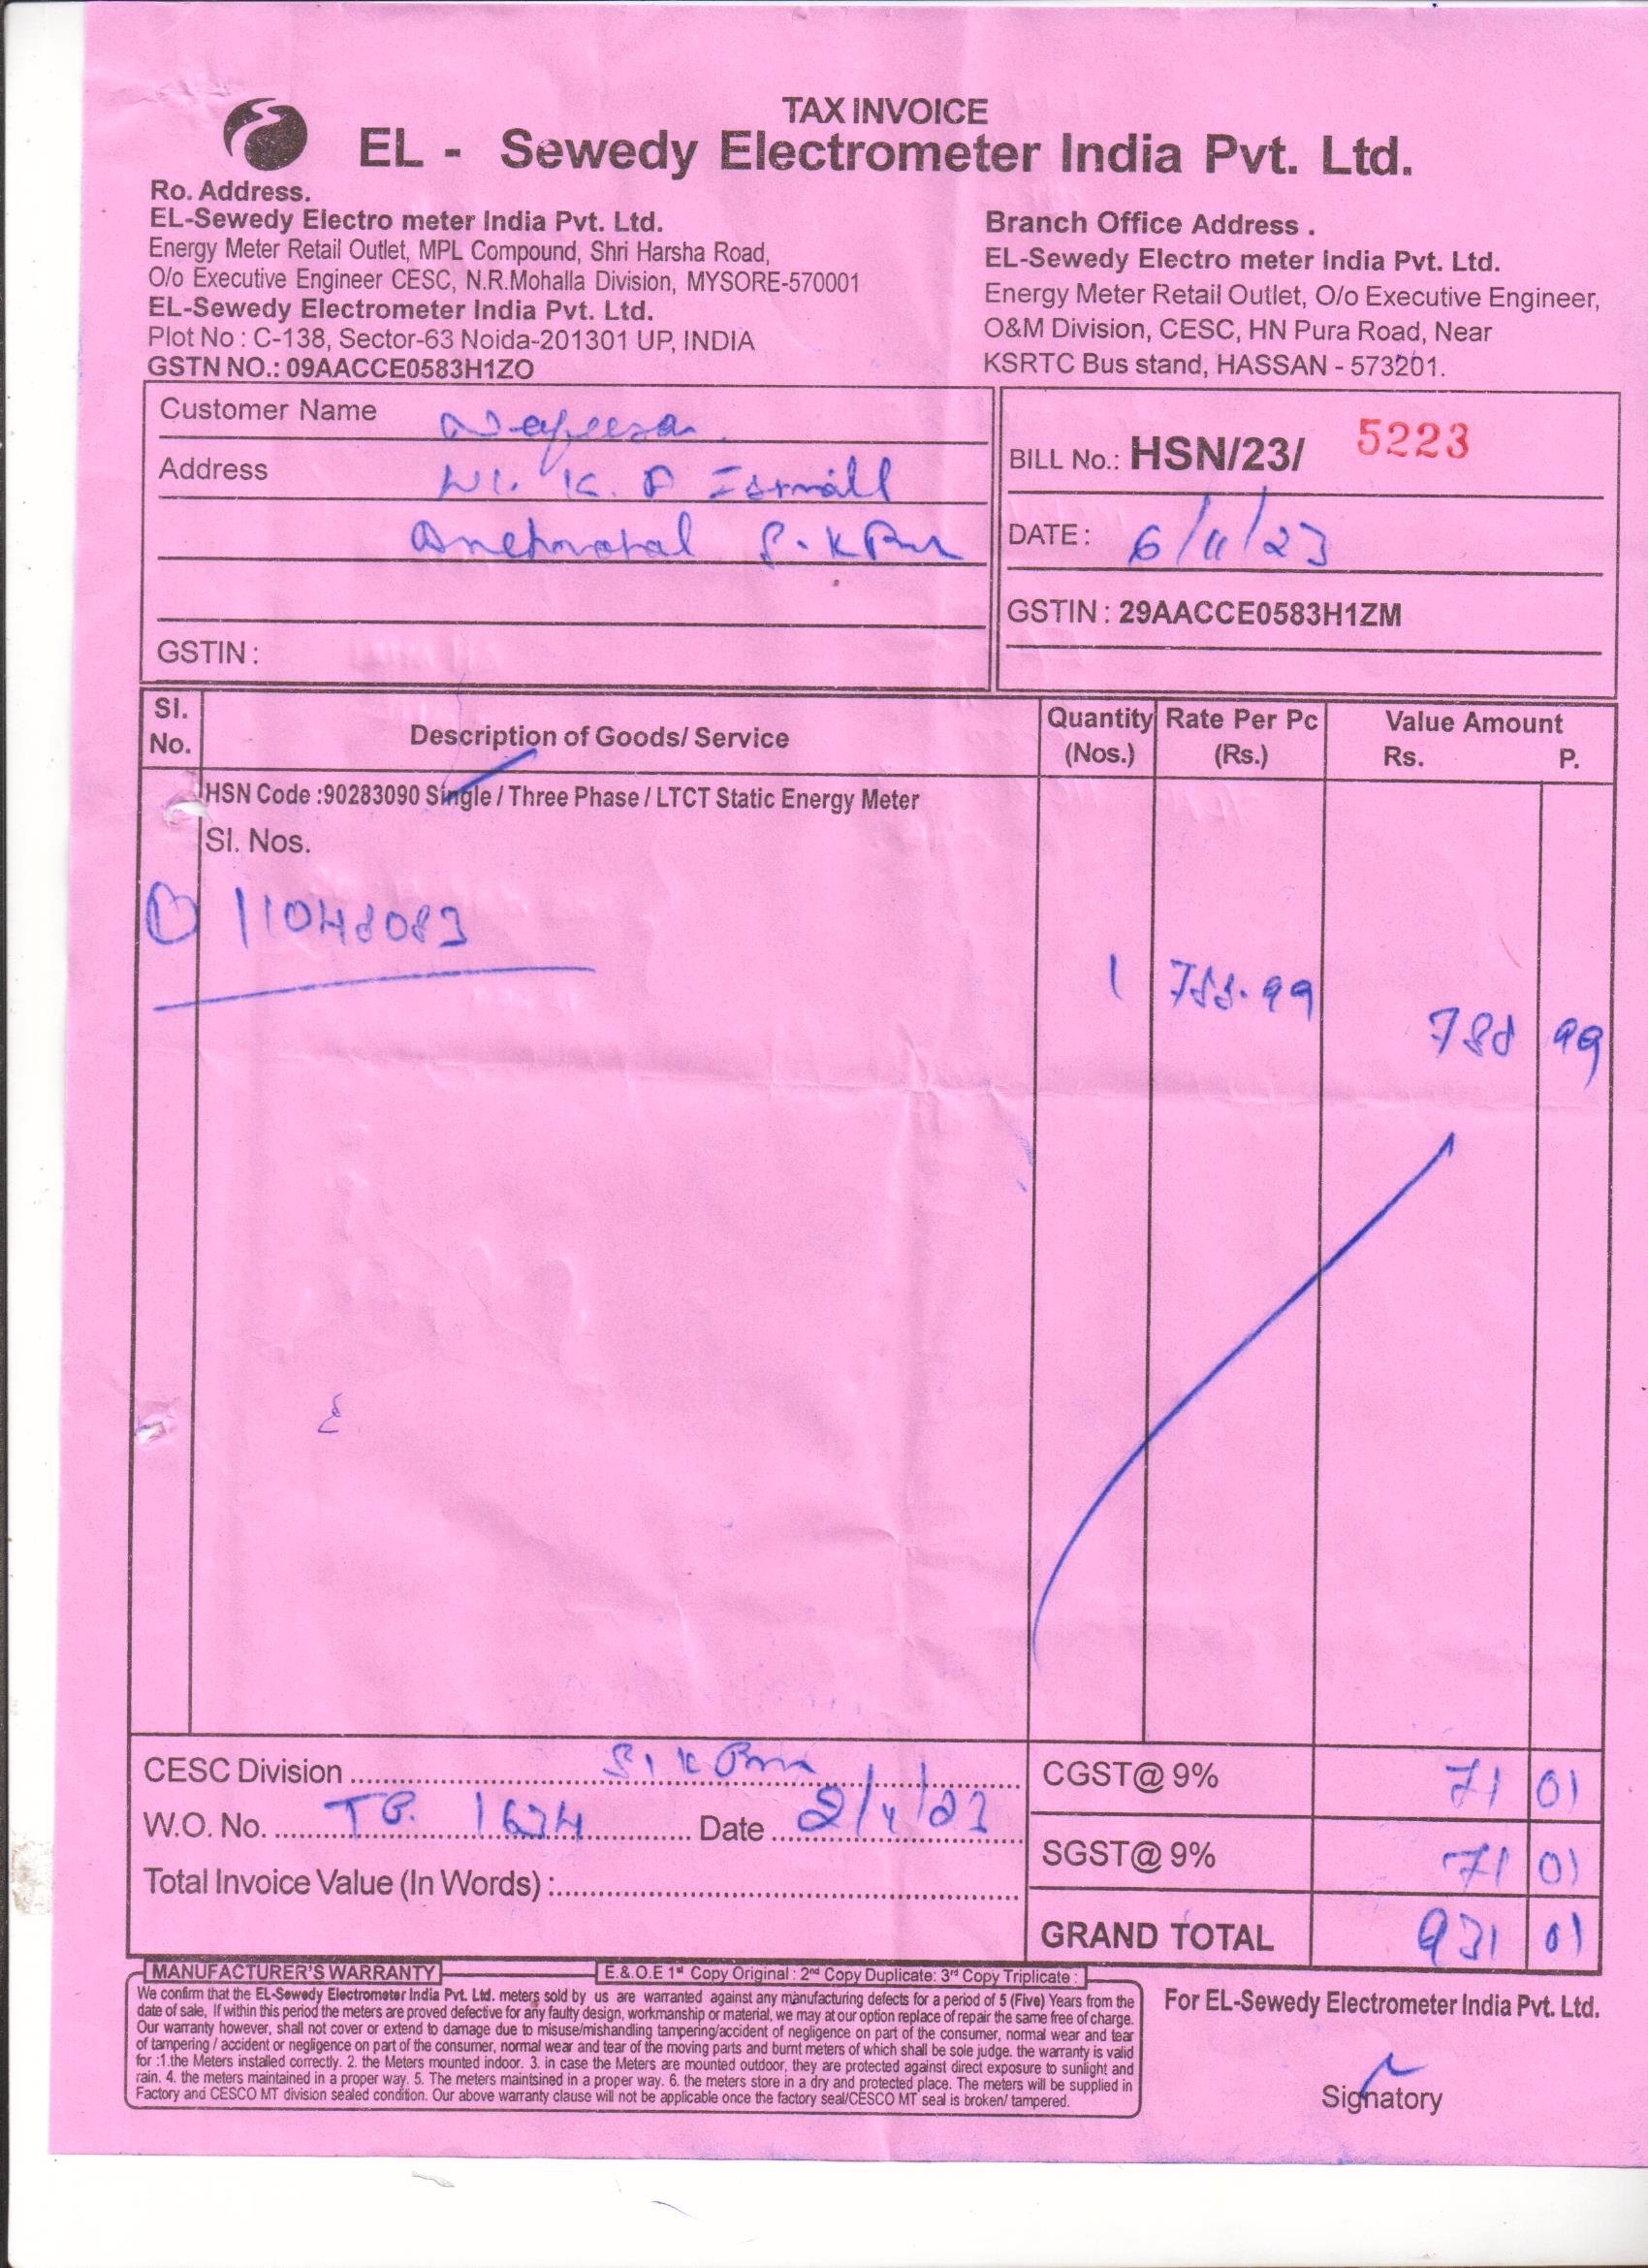 TAX INVOICE
EL - Sewedy Electrometer India Pvt. Ltd.
Ro. Address.
EL-Sewedy Electro meter India Pvt. Ltd.
Energy Meter Retail Outlet, MPL Compound, Shri Harsha Road,
O/o Executive Engineer CESC, N.R.Mohalla Division, MYSORE-570001
EL-Sewedy Electrometer India Pvt. Ltd.
Plot No : C-138, Sector-63 Noida-201301 UP, INDIA
GSTN NO.: 09AACCE0583H1ZO
Branch Office Address .
EL-Sewedy Electro meter India Pvt. Ltd.
Energy Meter Retail Outlet, O/o Executive Engineer,
O&M Division, CESC, HN Pura Road, Near
KSRTC Bus stand, HASSAN - 573201.
Customer Name Nafeesa
Address W/. K. P Ismail
S. K Pura
GSTIN :
BILL No.: HSN/23/ 5223
DATE : 6/11/23
GSTIN : 29AACCE0583H1ZM
Sl. No. Description of Goods/ Service Quantity (Nos.) Rate Per Pc (Rs.) Value Amount Rs. P.
HSN Code :90283090 Single / Three Phase / LTCT Static Energy Meter
Sl. Nos.
1) 11048083
1 788.99 788 99
CESC Division S. K Pura
W.O. No. TP. 1634 Date 2/11/23
Total Invoice Value (In Words) :
CGST@ 9% 71 01
SGST@ 9% 71 01
GRAND TOTAL 931 01
MANUFACTURER'S WARRANTY
E.&.O.E 1st Copy Original : 2nd Copy Duplicate: 3rd Copy Triplicate :
We confirm that the EL-Sewedy Electrometer India Pvt. Ltd. meters sold by us are warranted against any manufacturing defects for a period of 5 (Five) Years from the
date of sale, If within this period the meters are proved defective for any faulty design, workmanship or material, we may at our option replace of repair the same free of charge.
Our warranty however, shall not cover or extend to damage due to misuse/mishandling tampering/accident of negligence on part of the consumer, normal wear and tear
of tampering / accident or negligence on part of the consumer, normal wear and tear of the moving parts and burnt meters of which shall be sole judge. the warranty is valid
for :1.the Meters installed correctly. 2. the Meters mounted indoor. 3. in case the Meters are mounted outdoor, they are protected against direct exposure to sunlight and
rain. 4. the meters maintained in a proper way. 5. The meters maintsined in a proper way. 6. the meters store in a dry and protected place. The meters will be supplied in
Factory and CESCO MT division sealed condition. Our above warranty clause will not be applicable once the factory seal/CESCO MT seal is broken/ tampered.
For EL-Sewedy Electrometer India Pvt. Ltd.
Signatory